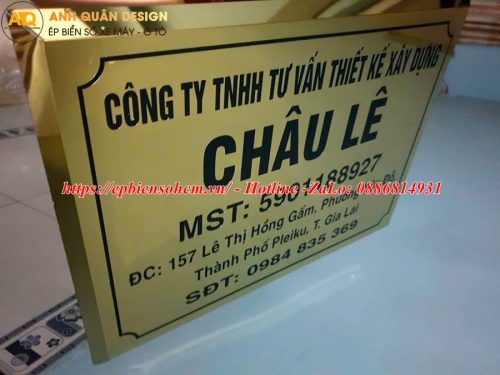 AQ ANH QUÂN DESIGN
ÉP BIỂN SỐ XE MÁY - Ô TÔ
CÔNG TY TNHH TƯ VẤN THIẾT KẾ XÂY DỰNG
CHÂU LÊ
https://epbiensohcm.vn/ - Hotline - ZaLo: 0886814931
MST: 5901188927
ĐC: 157 Lê Thị Hồng Gấm, Phường
Thành Phố Pleiku, T. Gia Lai
SĐT: 0984 835 369